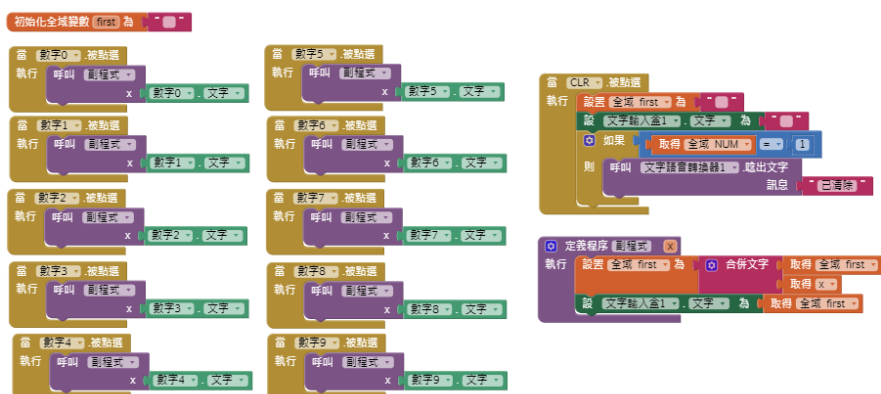 初始化全域變數 first 為 " "
當 數字0 .被點選
執行 呼叫 副程式
x 數字0 . 文字
當 數字1 .被點選
執行 呼叫 副程式
x 數字1 . 文字
當 數字2 .被點選
執行 呼叫 副程式
x 數字2 . 文字
當 數字3 .被點選
執行 呼叫 副程式
x 數字3 . 文字
當 數字4 .被點選
執行 呼叫 副程式
x 數字4 . 文字
當 數字5 .被點選
執行 呼叫 副程式
x 數字5 . 文字
當 數字6 .被點選
執行 呼叫 副程式
x 數字6 . 文字
當 數字7 .被點選
執行 呼叫 副程式
x 數字7 . 文字
當 數字8 .被點選
執行 呼叫 副程式
x 數字8 . 文字
當 數字9 .被點選
執行 呼叫 副程式
x 數字9 . 文字
當 CLR .被點選
執行 設置 全域 first 為 " "
設 文字輸入盒1 . 文字 為 " "
如果 取得 全域 NUM = 1
則 呼叫 文字語音轉換器1 .唸出文字
訊息 "已清除"
定義程序 副程式 x
執行 設置 全域 first 為 合併文字 取得 全域 first
取得 x
設 文字輸入盒1 . 文字 為 取得 全域 first